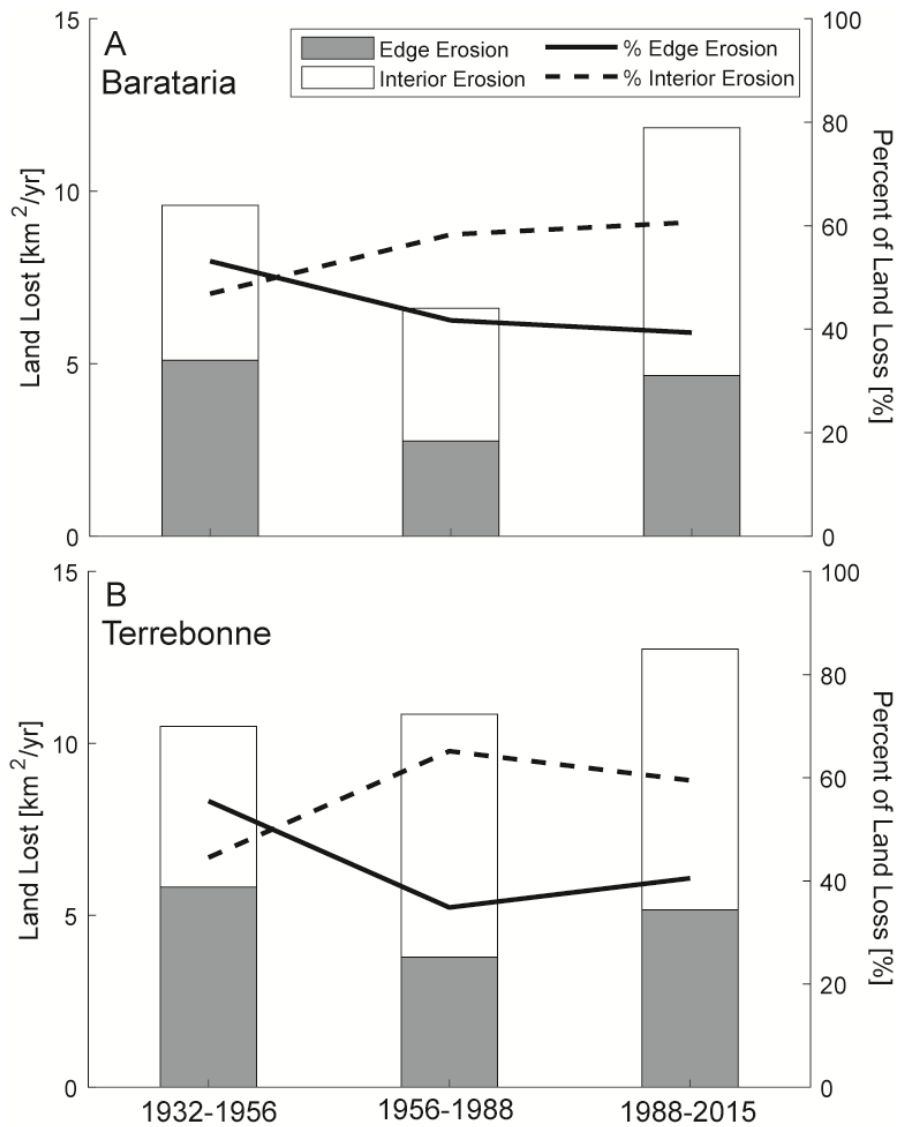 A
Barataria
Edge Erosion
% Edge Erosion
Interior Erosion
% Interior Erosion
15
10
5
0
Land Lost [km²/yr]
100
80
60
40
20
0
Percent of Land Loss [%]
B
Terrebonne
15
10
5
0
Land Lost [km²/yr]
100
80
60
40
20
0
Percent of Land Loss [%]
1932-1956
1956-1988
1988-2015